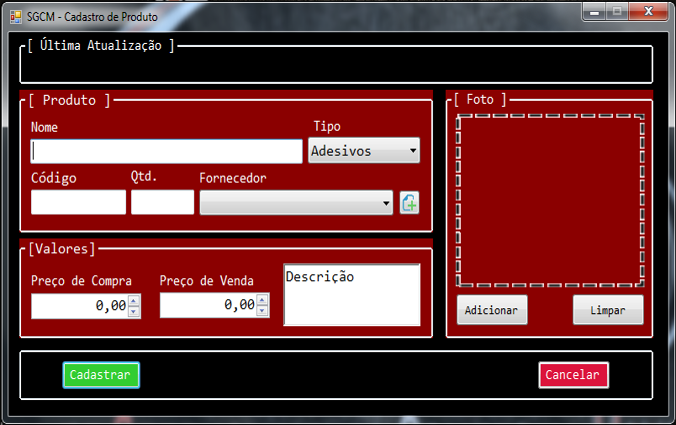 SGCM - Cadastro de Produto
[ Última Atualização ]
[ Produto ]
Nome
Tipo
Adesivos
Código
Qtd.
Fornecedor
[Valores]
Preço de Compra
Preço de Venda
0,00
0,00
Descrição
[ Foto ]
Adicionar
Limpar
Cadastrar
Cancelar